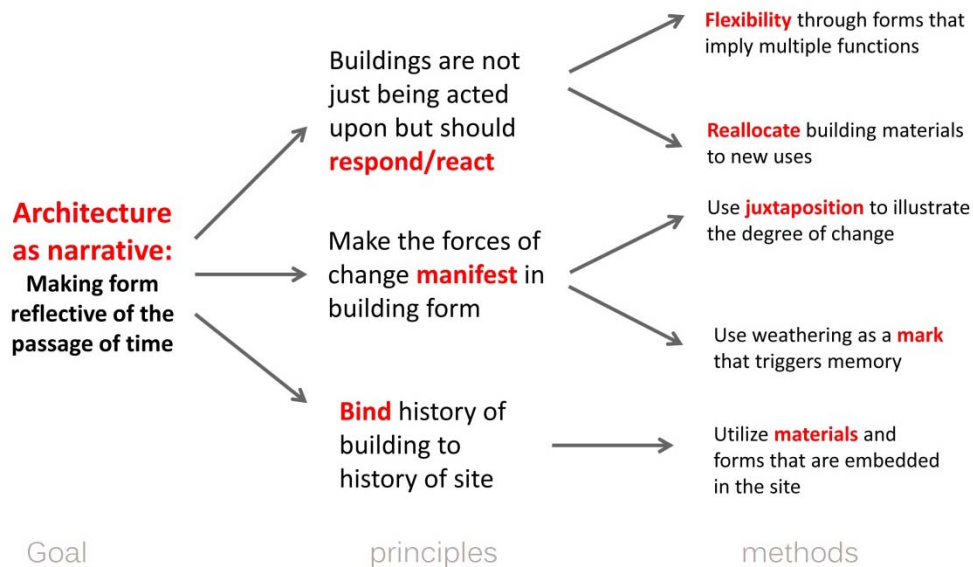 Architecture
as narrative:
Making form
reflective of the
passage of time
Buildings are not
just being acted
upon but should
respond/react
Flexibility through forms that
imply multiple functions
Reallocate building materials
to new uses
Make the forces of
change manifest in
building form
Use juxtaposition to illustrate
the degree of change
Use weathering as a mark
that triggers memory
Bind history of
building to
history of site
Utilize materials and
forms that are embedded
in the site
Goal
principles
methods